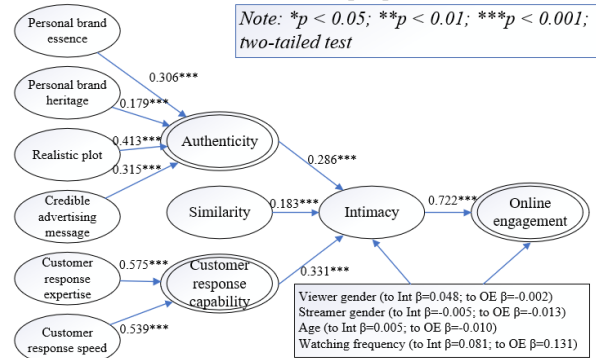 Personal brand
essence
Note: *p < 0.05; **p < 0.01; ***p < 0.001;
two-tailed test
0.306***
Personal brand
heritage
0.179***
Realistic plot
0.413***
Authenticity
0.315***
0.286***
Credible
advertising
message
Similarity
0.183***
Intimacy
0.722***
Online
engagement
Customer
response
expertise
0.575***
Customer
response
capability
0.331***
Customer
response speed
0.539***
Viewer gender (to Int β=0.048; to OE β=-0.002)
Streamer gender (to Int β=-0.005; to OE β=-0.013)
Age (to Int β=0.005; to OE β=-0.010)
Watching frequency (to Int β=0.081; to OE β=0.131)